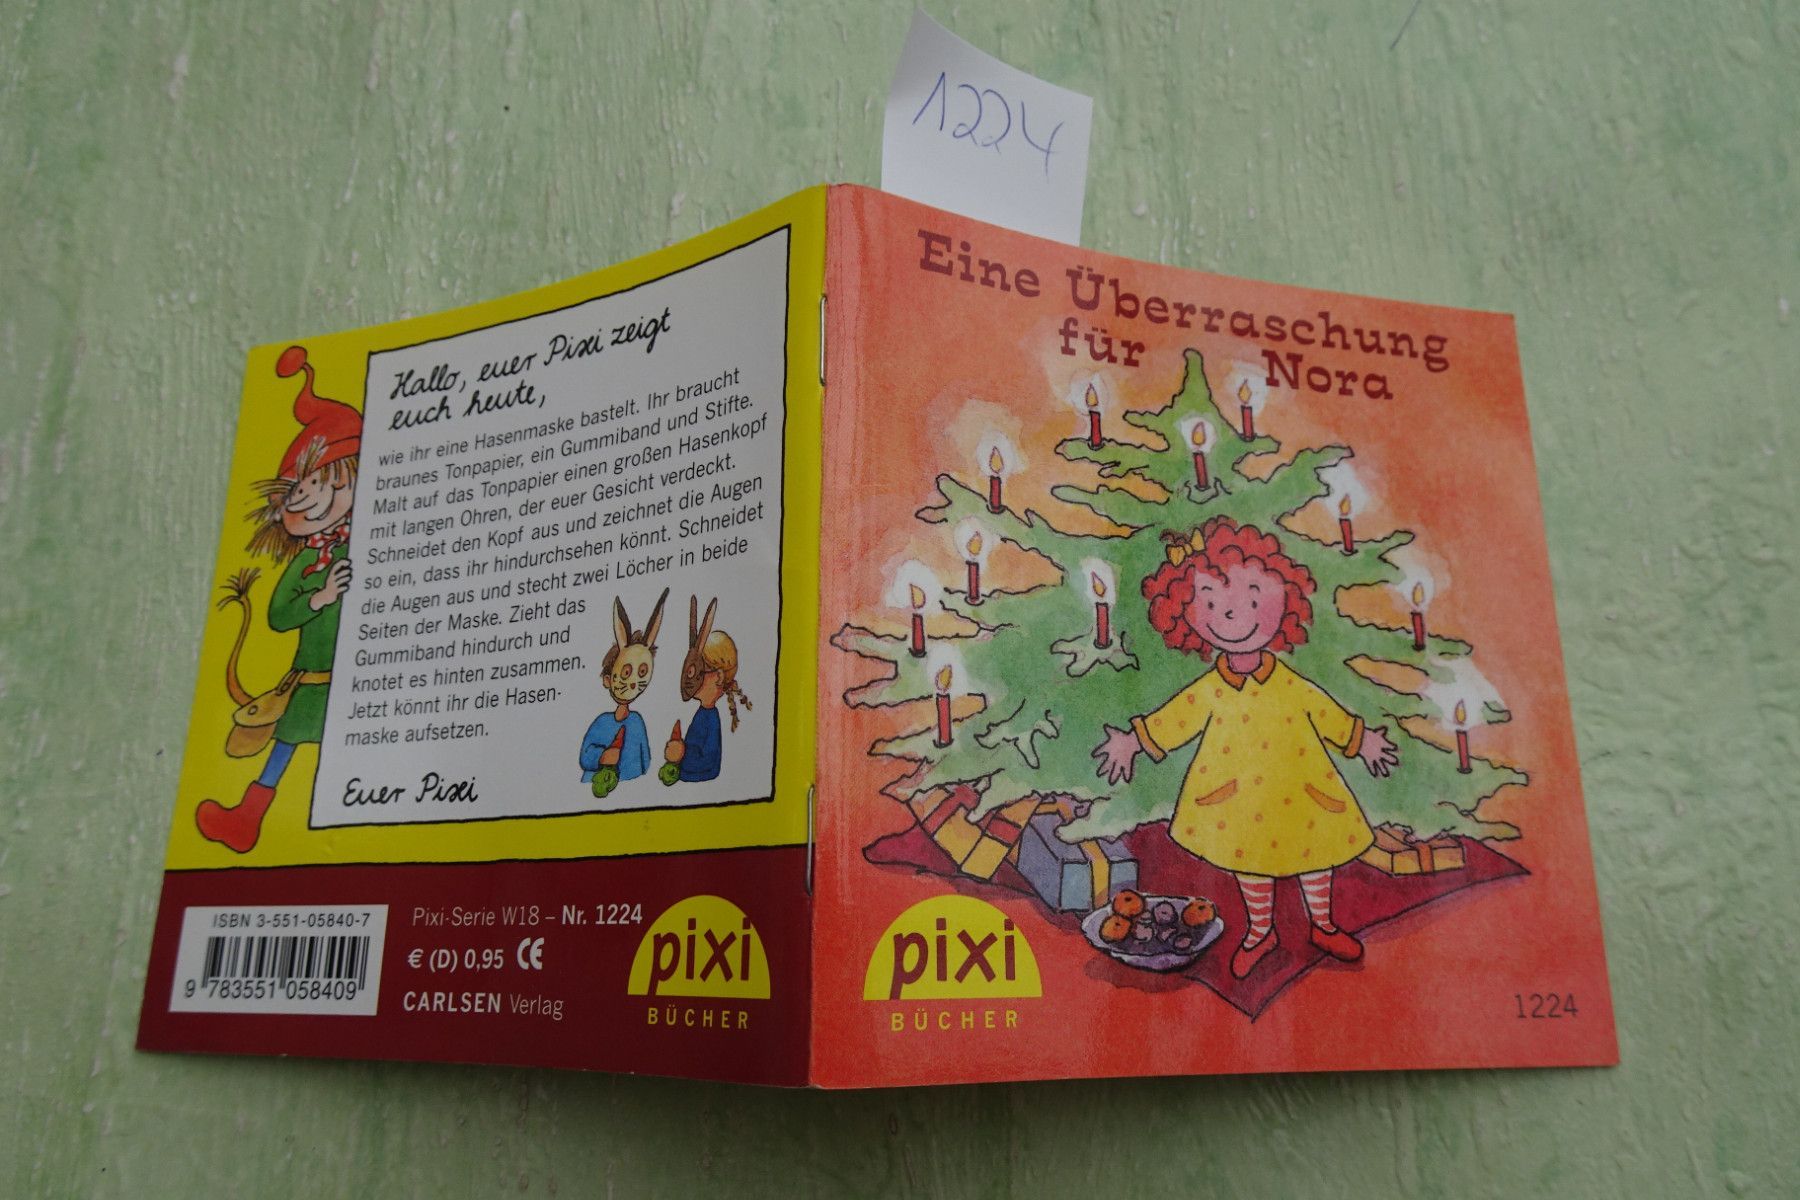 1224
Hallo, euer Pixi zeigt
euch heute,
wie ihr eine Hasenmaske bastelt. Ihr braucht
braunes Tonpapier, ein Gummiband und Stifte.
Malt auf das Tonpapier einen großen Hasenkopf
mit langen Ohren, der euer Gesicht verdeckt.
Schneidet den Kopf aus und zeichnet die Augen
so ein, dass ihr hindurchsehen könnt. Schneidet
die Augen aus und stecht zwei Löcher in beide
Seiten der Maske. Zieht das
Gummiband hindurch und
knotet es hinten zusammen.
Jetzt könnt ihr die Hasen-
maske aufsetzen.
Euer Pixi
ISBN 3-551-05840-7
9 783551 058409
Pixi-Serie W18 – Nr. 1224
€ (D) 0,95 CE
CARLSEN Verlag
pixi
BÜCHER
Eine Überraschung
für Nora
pixi
BÜCHER
1224